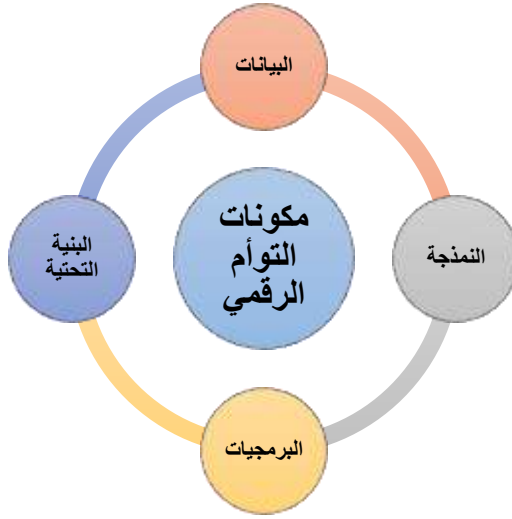 البيانات
مكونات
التوأم
الرقمي
النمذجة
البرمجيات
البنية
التحتية